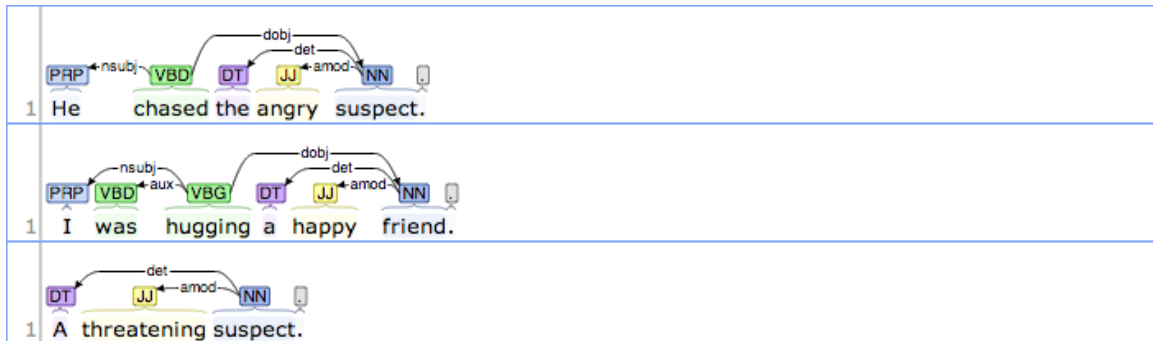 dobj
det
PRP nsubj VBD DT JJ amod NN .
1 He chased the angry suspect.
dobj
nsubj det
PRP VBD aux VBG DT JJ amod NN .
1 I was hugging a happy friend.
det
DT JJ amod NN .
1 A threatening suspect.